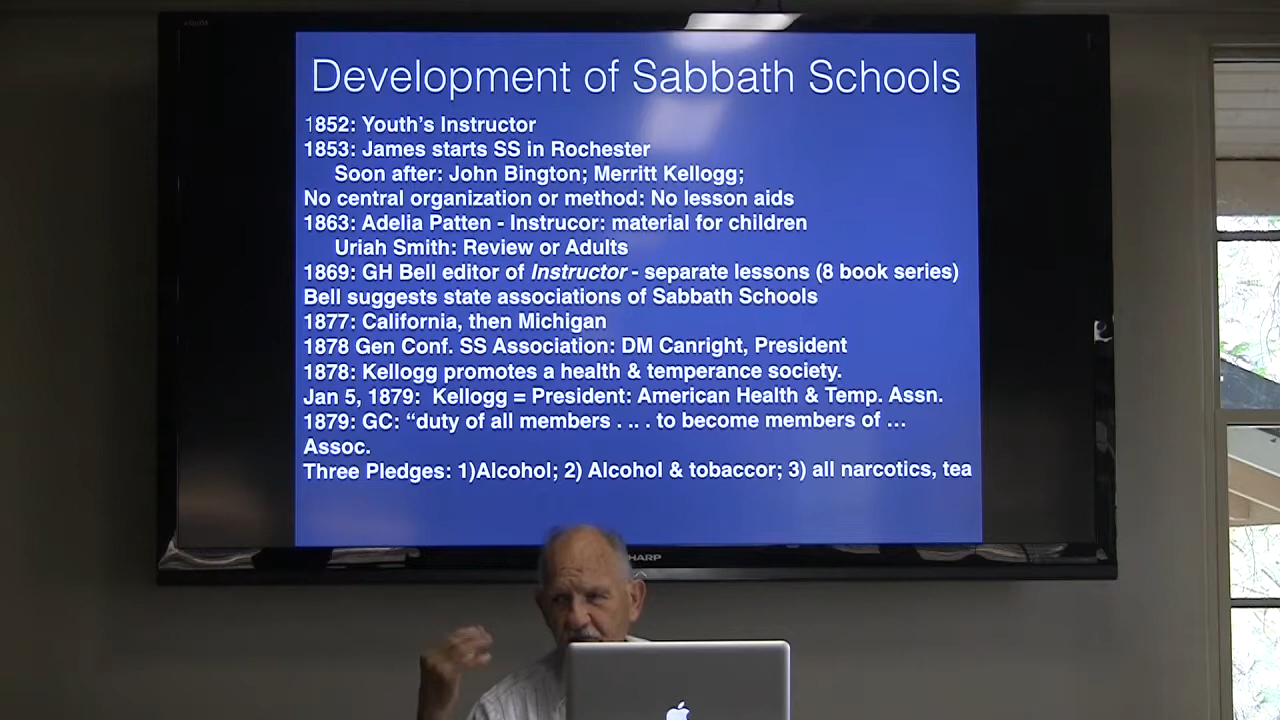 Development of Sabbath Schools
1852: Youth's Instructor
1853: James starts SS in Rochester
Soon after: John Bington; Merritt Kellogg;
No central organization or method: No lesson aids
1863: Adelia Patten - Instrucor: material for children
Uriah Smith: Review or Adults
1869: GH Bell editor of Instructor - separate lessons (8 book series)
Bell suggests state associations of Sabbath Schools
1877: California, then Michigan
1878 Gen Conf. SS Association: DM Canright, President
1878: Kellogg promotes a health & temperance society.
Jan 5, 1879: Kellogg = President: American Health & Temp. Assn.
1879: GC: “duty of all members . .. . to become members of …
Assoc.
Three Pledges: 1)Alcohol; 2) Alcohol & tobaccor; 3) all narcotics, tea